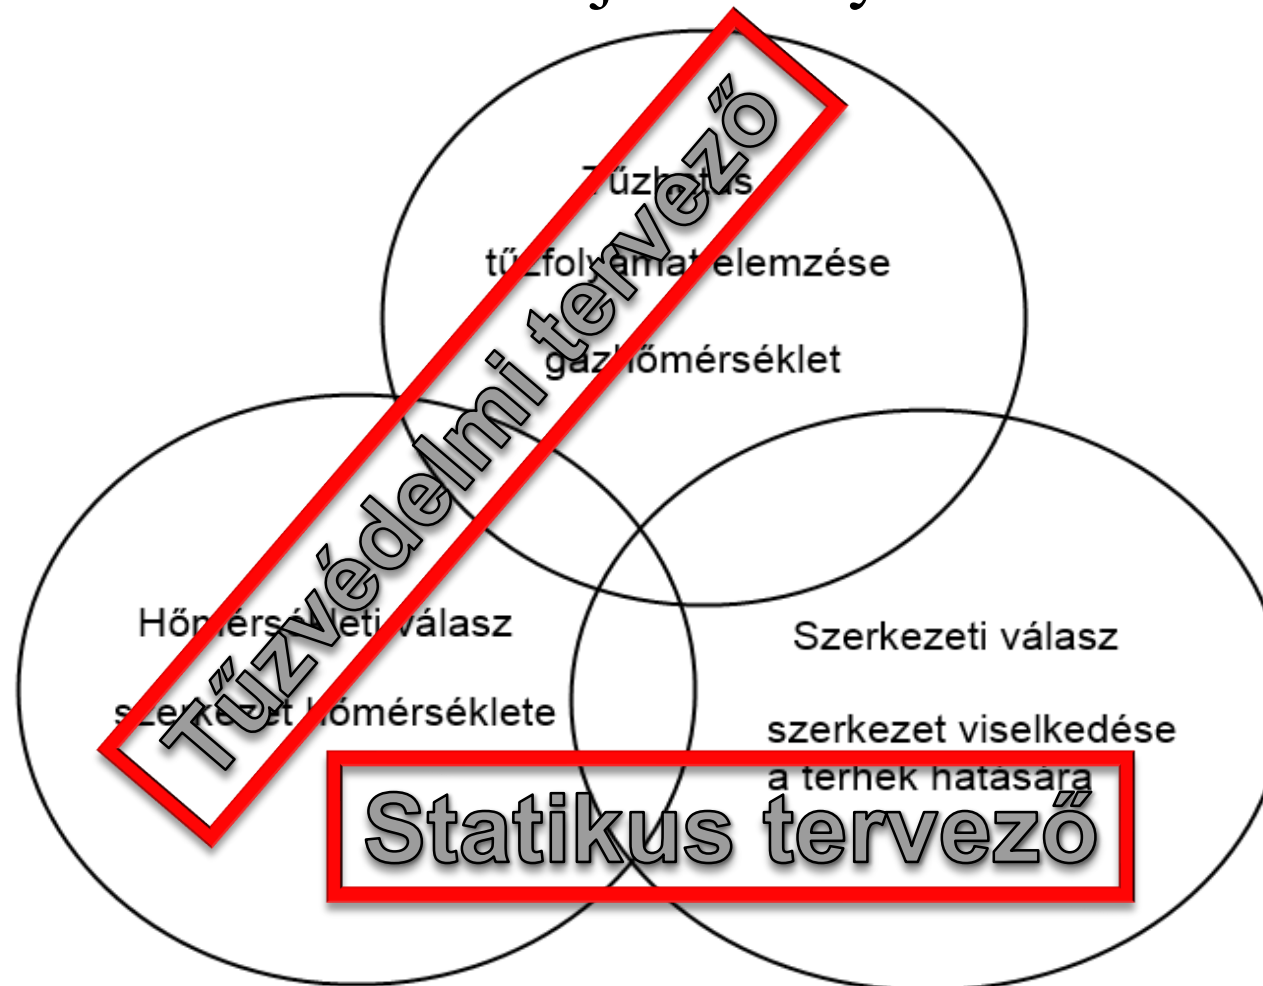 Tűzhatás
tűzfolyamat elemzése
gázhőmérséklet
Tűzvédelmi tervező
Hőmérsékleti válasz
szerkezet hőmérséklete
Szerkezeti válasz
szerkezet viselkedése
a terhek hatására
Statikus tervező